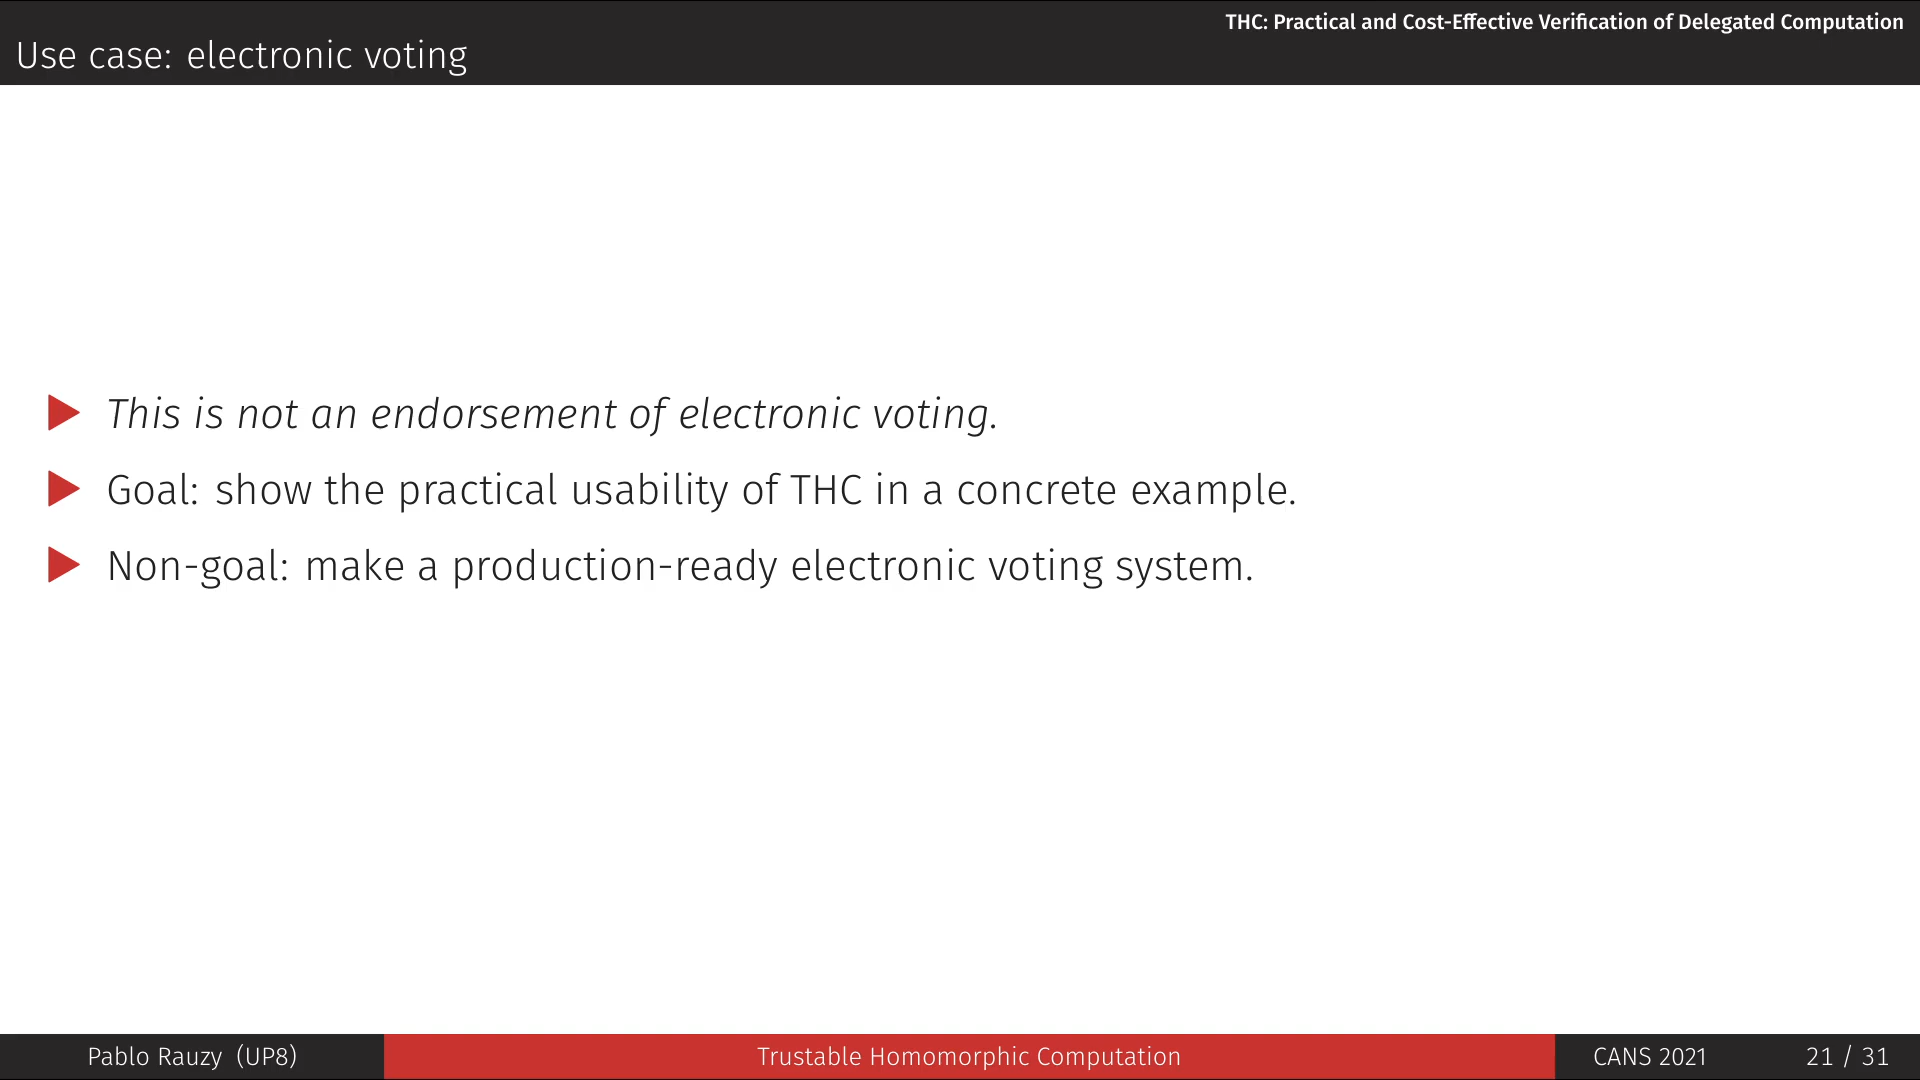 THC: Practical and Cost-Effective Verification of Delegated Computation
Use case: electronic voting
This is not an endorsement of electronic voting.
Goal: show the practical usability of THC in a concrete example.
Non-goal: make a production-ready electronic voting system.
Pablo Rauzy (UP8) Trustable Homomorphic Computation CANS 2021 21 / 31